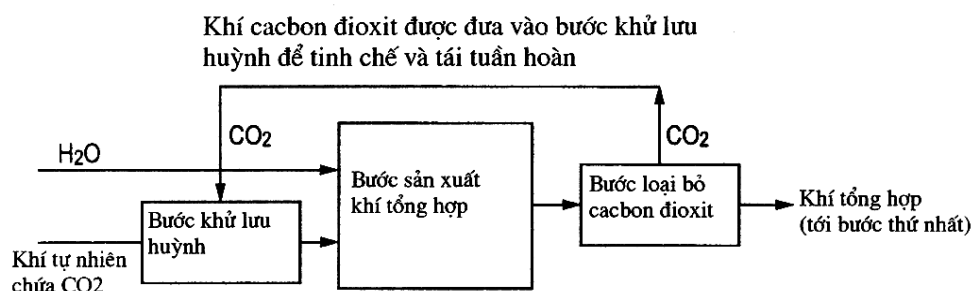 Khí cacbon đioxit được đưa vào bước khử lưu
huỳnh để tinh chế và tái tuần hoàn
CO2
CO2
H2O
Bước sản xuất
khí tổng hợp
Bước loại bỏ
cacbon đioxit
Khí tổng hợp
(tới bước thứ nhất)
Bước khử lưu
huỳnh
Khí tự nhiên
chứa CO2